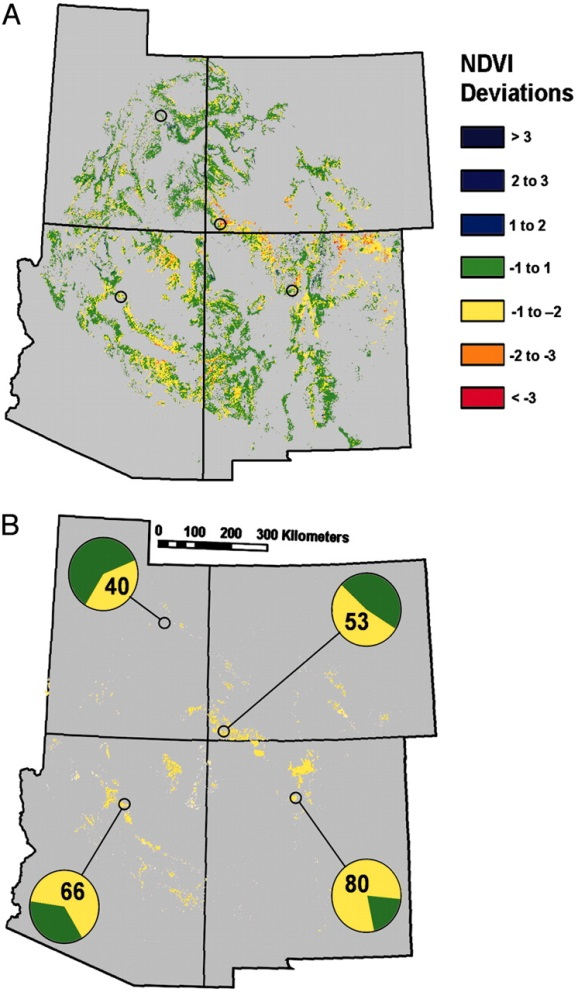 A
NDVI
Deviations
> 3
2 to 3
1 to 2
-1 to 1
-1 to –2
-2 to -3
< -3
B
0 100 200 300 Kilometers
40
53
66
80